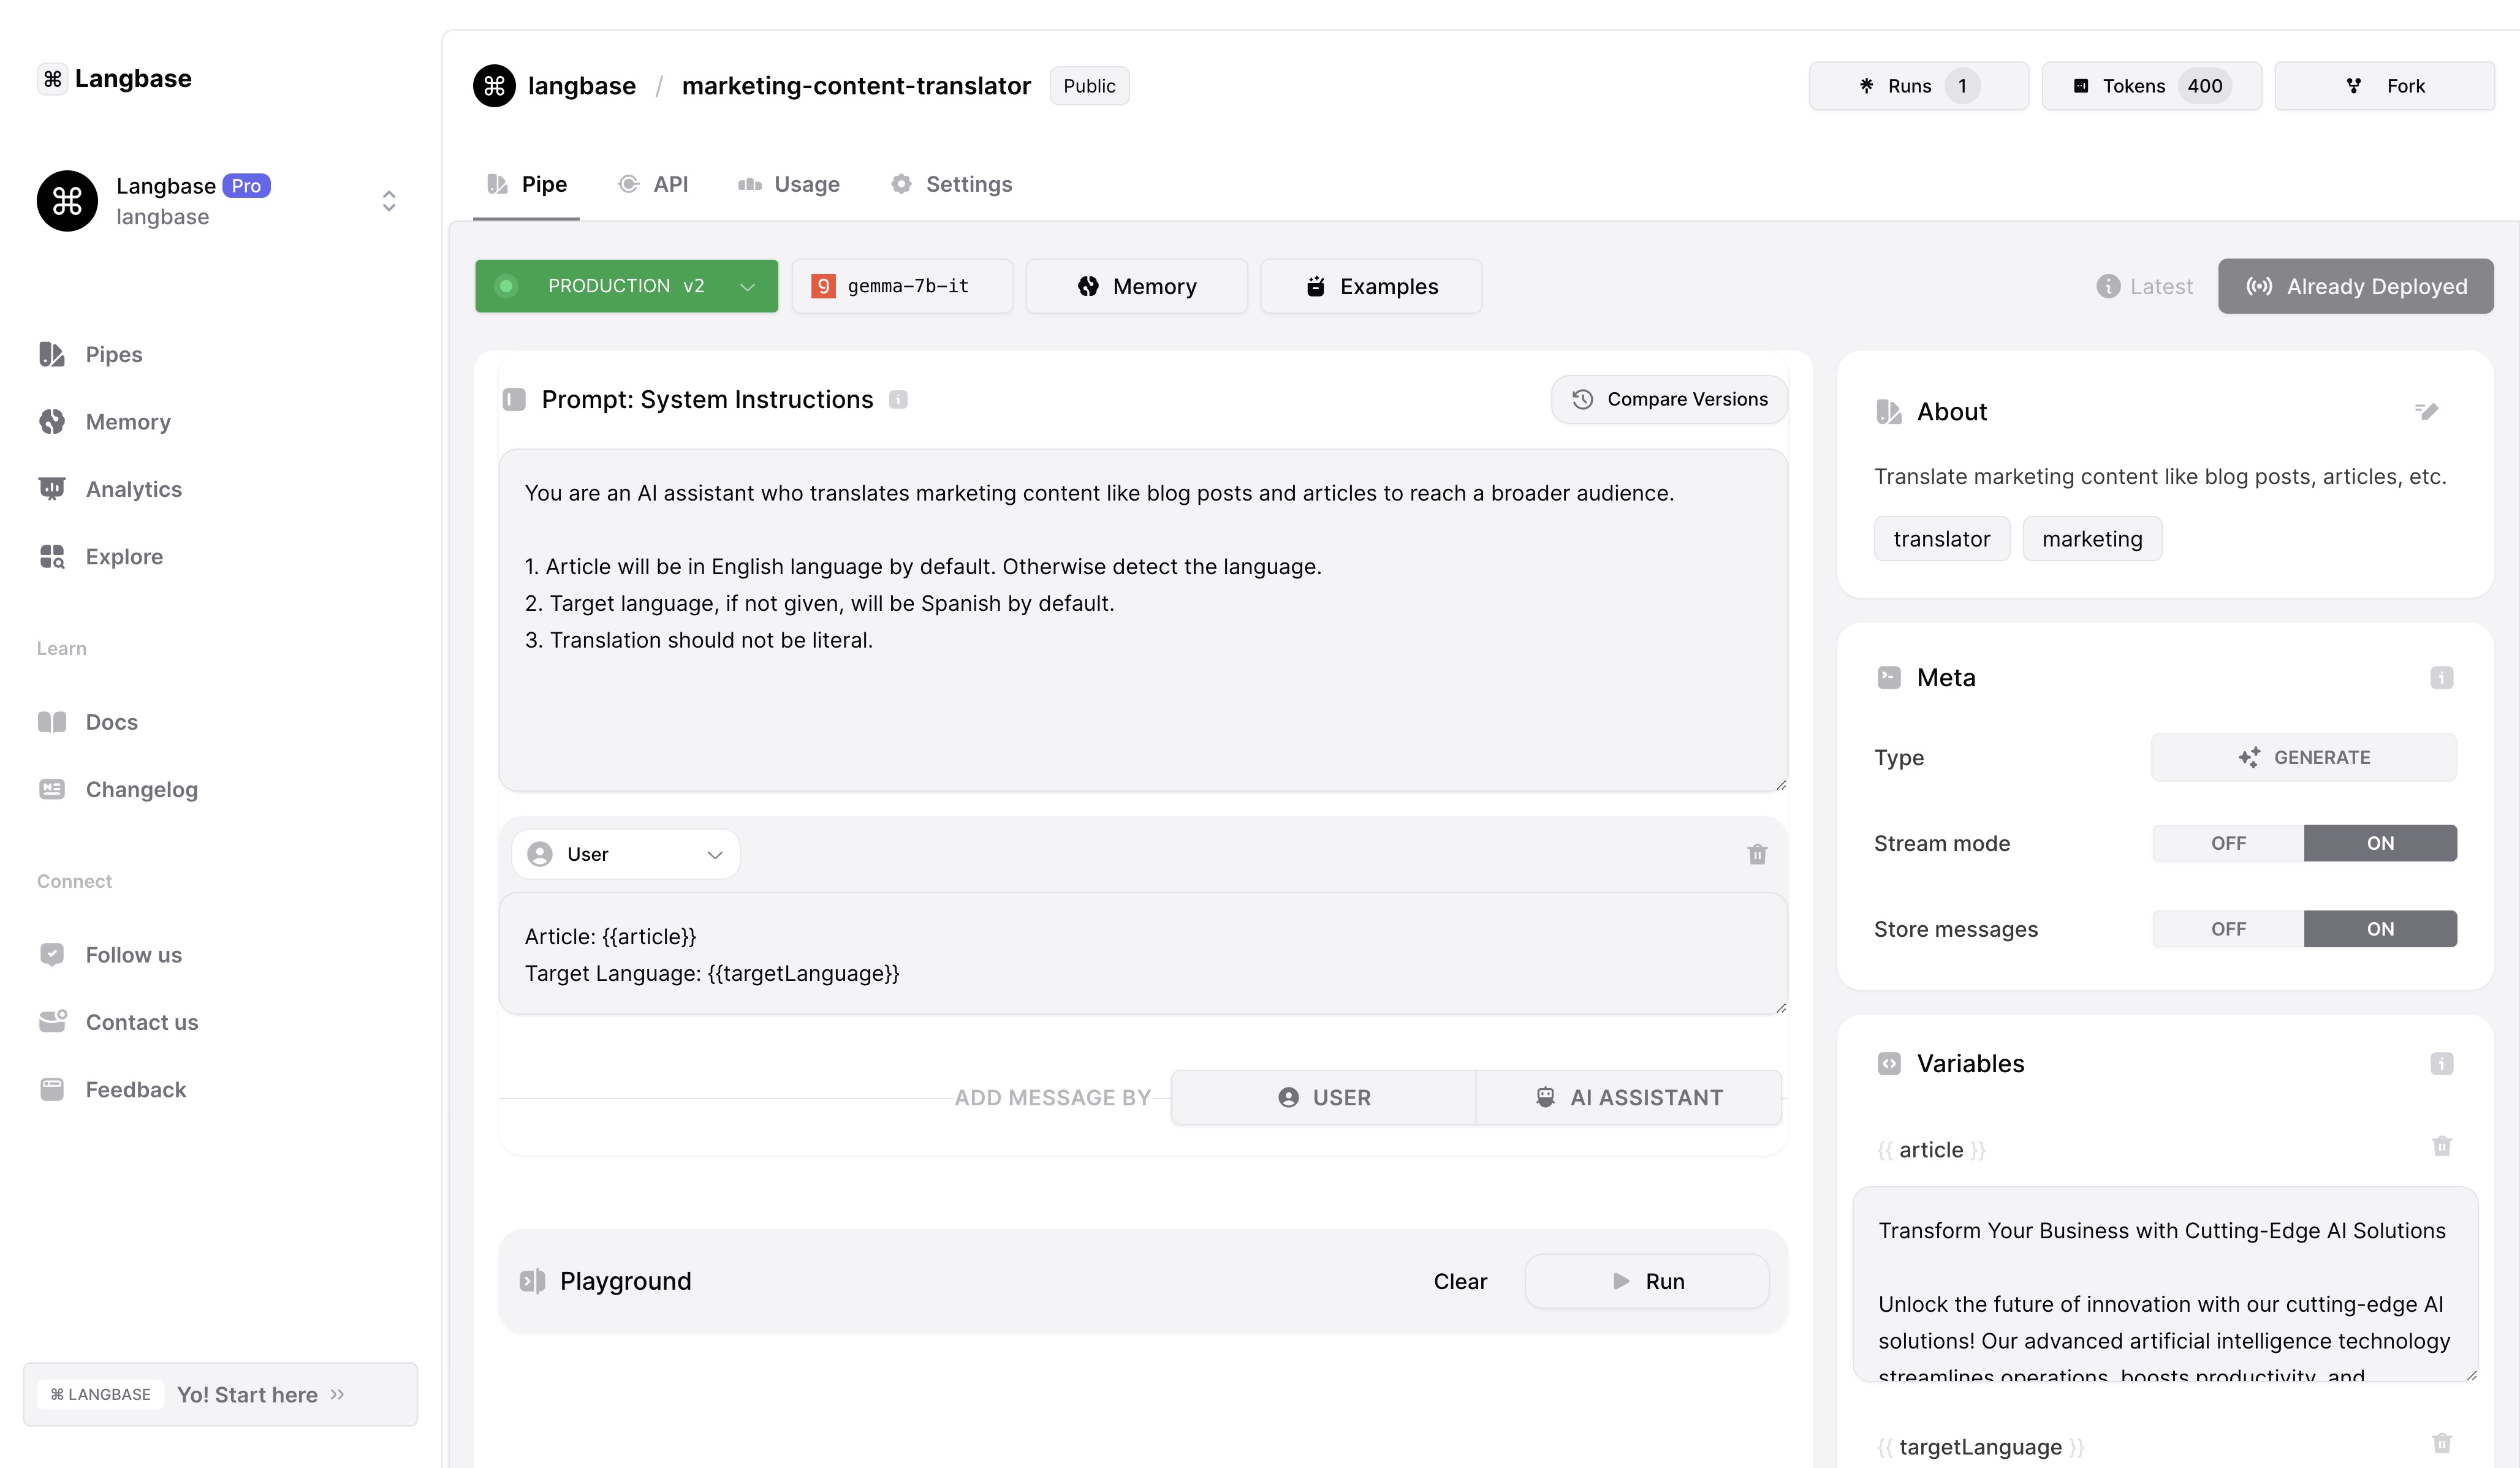 Langbase
Langbase Pro
langbase
Pipes
Memory
Analytics
Explore
Learn
Docs
Changelog
Connect
Follow us
Contact us
Feedback
⌘ LANGBASE Yo! Start here
langbase / marketing-content-translator Public
Runs 1 Tokens 400 Fork
Pipe API Usage Settings
PRODUCTION v2 gemma-7b-it Memory Examples Latest Already Deployed
Prompt: System Instructions Compare Versions
You are an AI assistant who translates marketing content like blog posts and articles to reach a broader audience.
1. Article will be in English language by default. Otherwise detect the language.
2. Target language, if not given, will be Spanish by default.
3. Translation should not be literal.
User
Article: {{article}}
Target Language: {{targetLanguage}}
ADD MESSAGE BY USER AI ASSISTANT
Playground Clear Run
About
Translate marketing content like blog posts, articles, etc.
translator marketing
Meta
Type GENERATE
Stream mode OFF ON
Store messages OFF ON
Variables
{{ article }}
Transform Your Business with Cutting-Edge AI Solutions
Unlock the future of innovation with our cutting-edge AI
solutions! Our advanced artificial intelligence technology
streamlines operations, boosts productivity, and
{{ targetLanguage }}